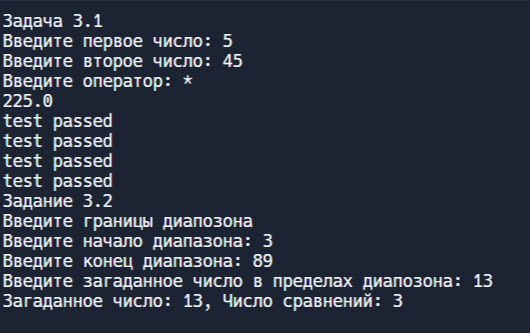 Задача 3.1
Введите первое число: 5
Введите второе число: 45
Введите оператор: *
225.0
test passed
test passed
test passed
test passed
Задание 3.2
Введите границы диапозона
Введите начало диапазона: 3
Введите конец диапазона: 89
Введите загаданное число в пределах диапозона: 13
Загаданное число: 13, Число сравнений: 3